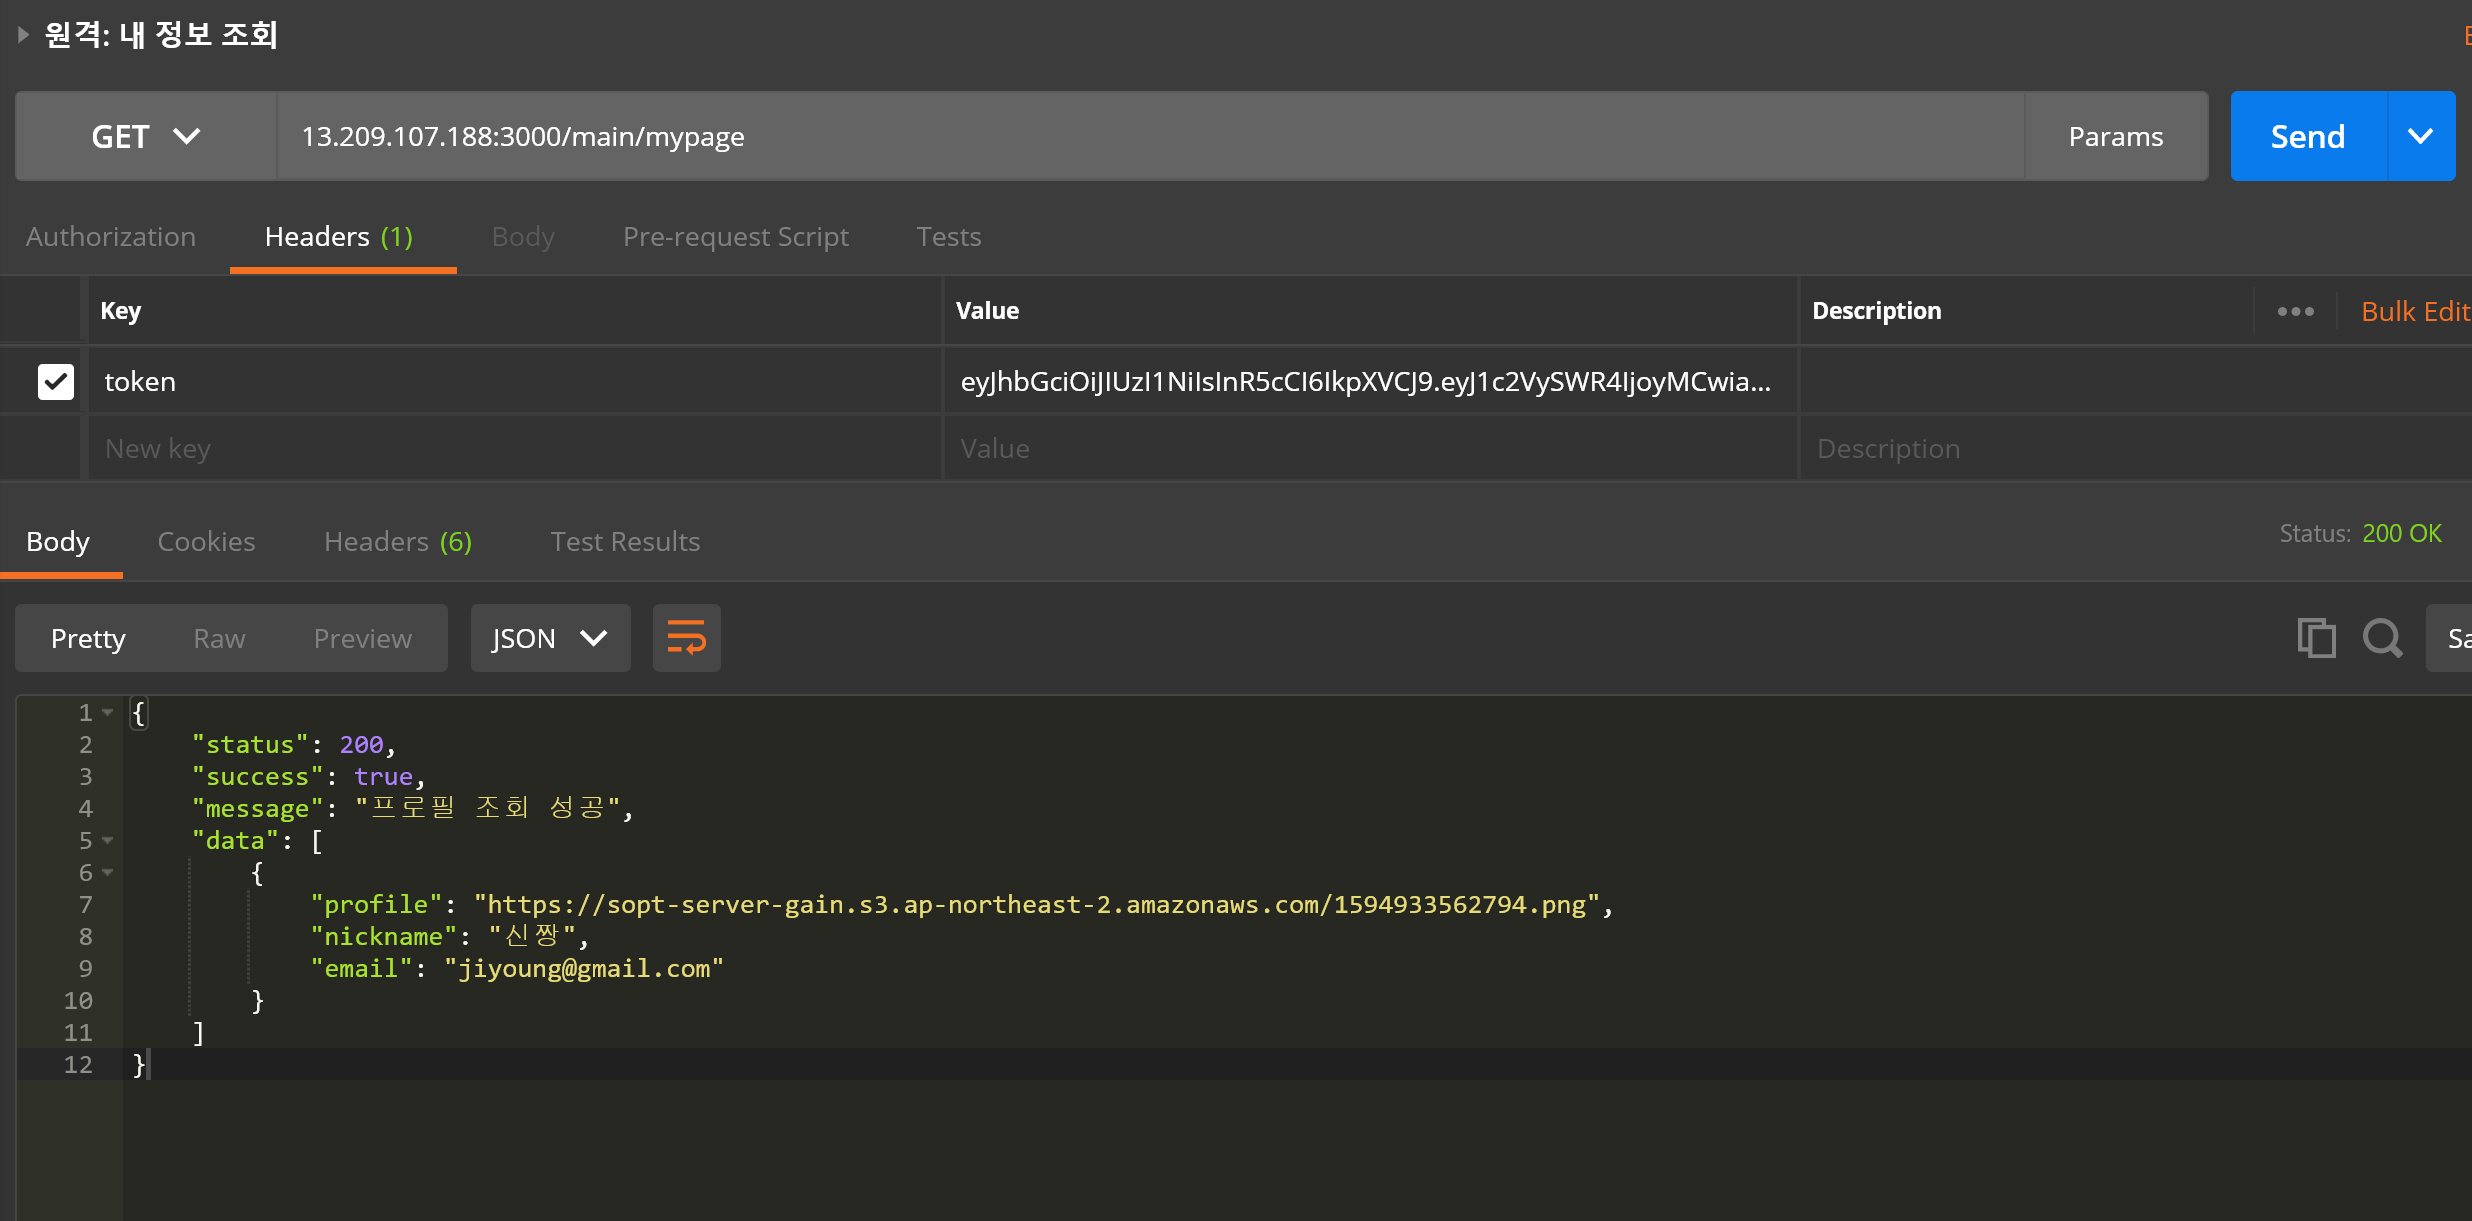 원격: 내 정보 조회
GET 13.209.107.188:3000/main/mypage Params Send
Authorization Headers (1) Body Pre-request Script Tests
Key Value Description Bulk Edit
token eyJhbGciOiJIUzI1NiIsInR5cCI6IkpXVCJ9.eyJ1c2VySWR4IjoyMCwia...
New key Value Description
Body Cookies Headers (6) Test Results Status: 200 OK
Pretty Raw Preview JSON Sa
1 {
2 "status": 200,
3 "success": true,
4 "message": "프로필 조회 성공",
5 "data": [
6 {
7 "profile": "https://sopt-server-gain.s3.ap-northeast-2.amazonaws.com/1594933562794.png",
8 "nickname": "신짱",
9 "email": "jiyoung@gmail.com"
10 }
11 ]
12 }